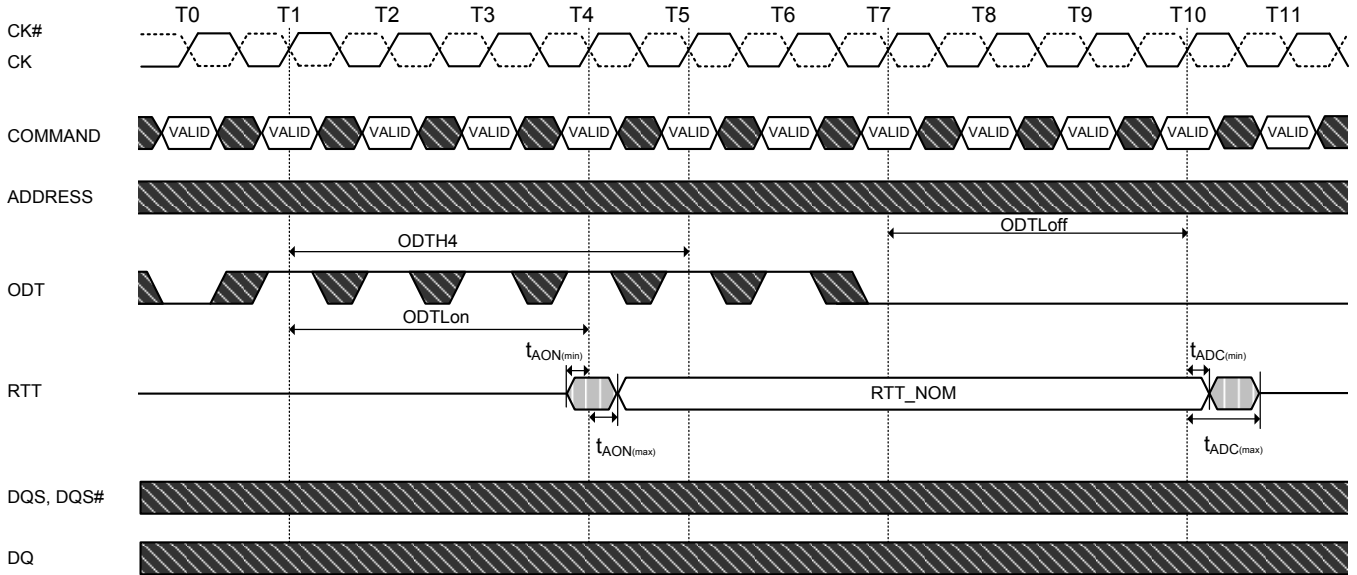 T0 T1 T2 T3 T4 T5 T6 T7 T8 T9 T10 T11
CK#
CK
COMMAND VALID VALID VALID VALID VALID VALID VALID VALID VALID VALID VALID VALID
ADDRESS
ODTLoff
ODTH4
ODT
ODTLon
tAON(min) tADC(min)
RTT RTT_NOM
tAON(max) tADC(max)
DQS, DQS#
DQ